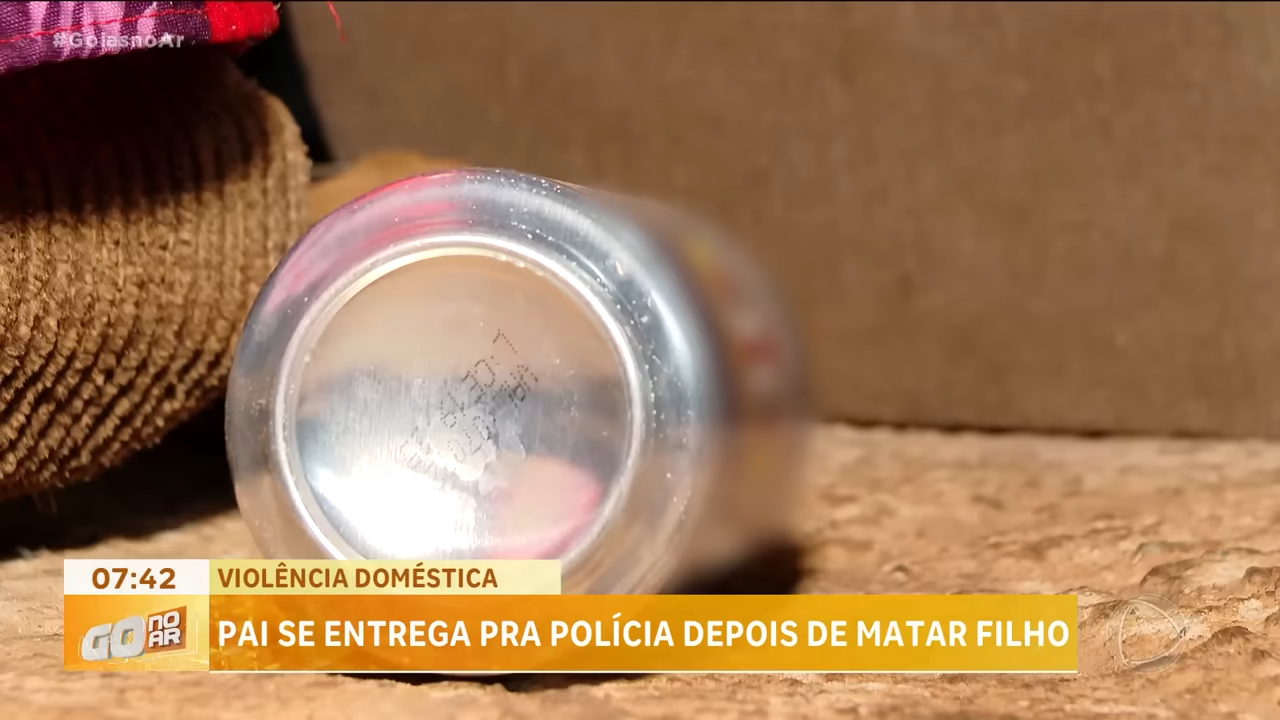 #GoiasnoAr
07:42
VIOLÊNCIA DOMÉSTICA
GO NO AR
PAI SE ENTREGA PRA POLÍCIA DEPOIS DE MATAR FILHO